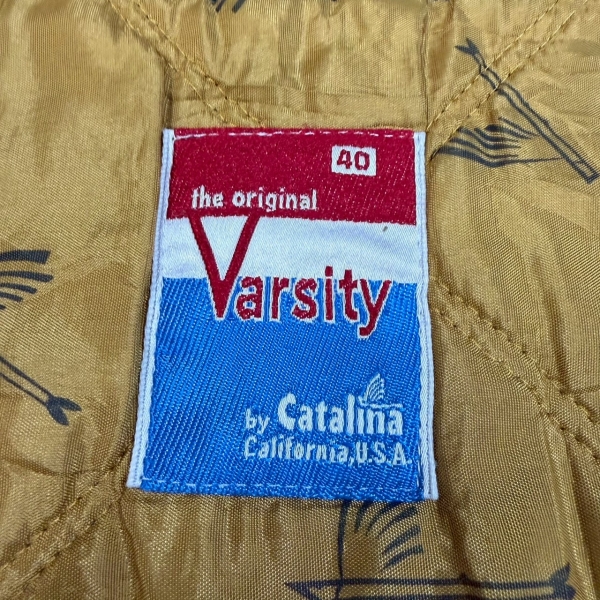 40
the original
Varsity
by Catalina
California, U.S.A.